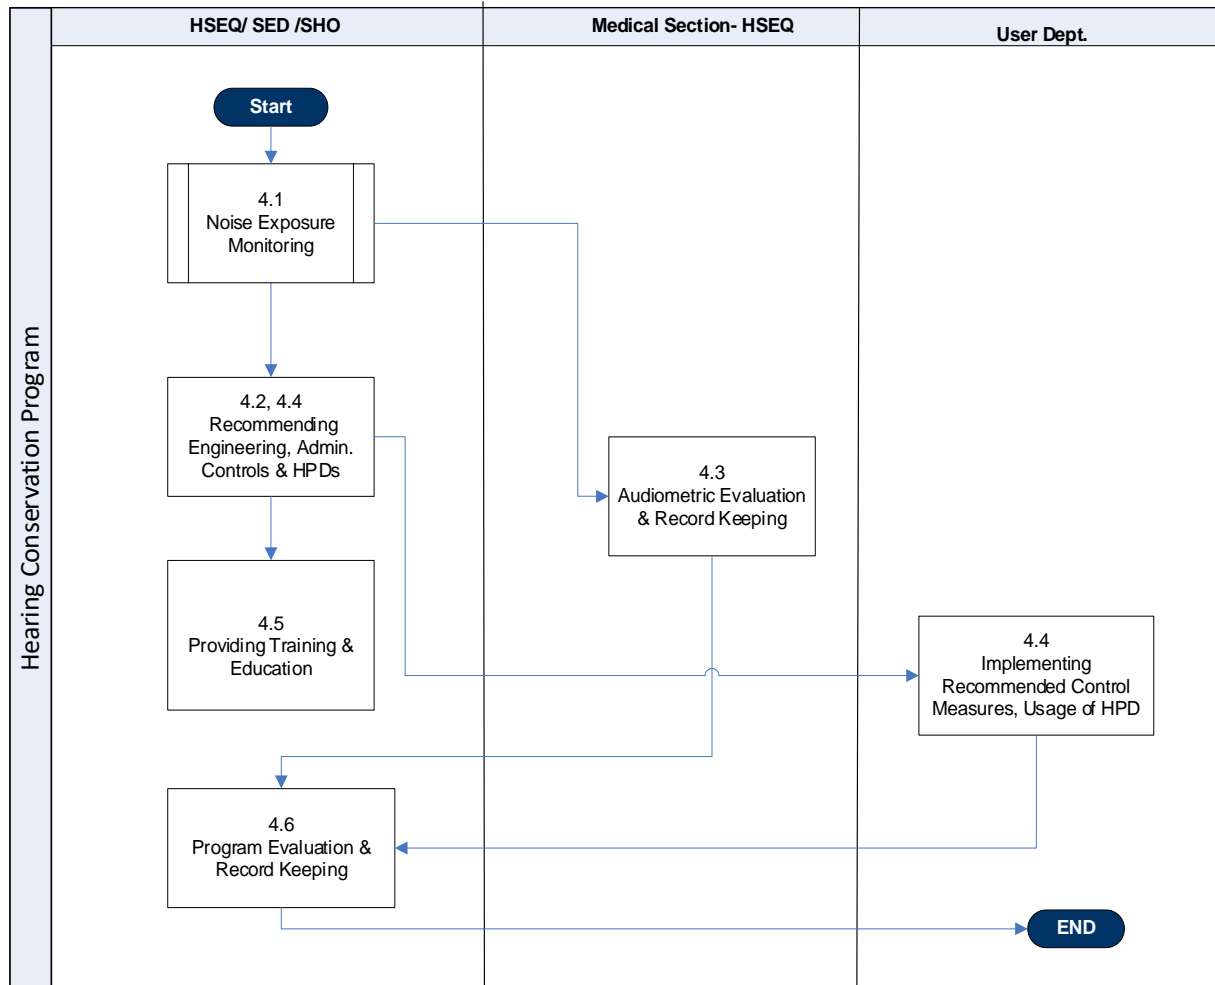 HSEQ/ SED /SHO
Medical Section- HSEQ
User Dept.
Hearing Conservation Program
Start
4.1
Noise Exposure
Monitoring
4.2, 4.4
Recommending
Engineering, Admin.
Controls & HPDs
4.3
Audiometric Evaluation
& Record Keeping
4.5
Providing Training &
Education
4.4
Implementing
Recommended Control
Measures, Usage of HPD
4.6
Program Evaluation &
Record Keeping
END